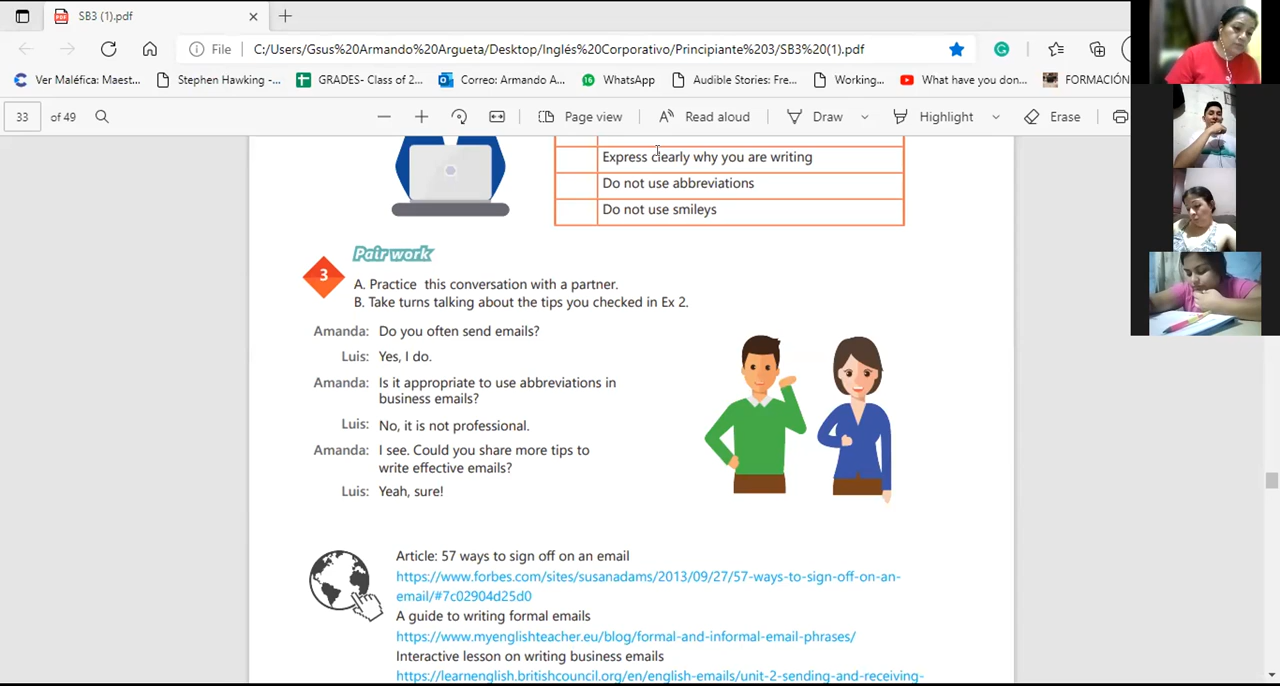 SB3 (1).pdf
File
C:/Users/Gsus%20Armando%20Argueta/Desktop/Inglés%20Corporativo/Principiante%203/SB3%20(1).pdf
Ver Maléfica: Maest...
Stephen Hawking -...
GRADES- Class of 2...
Correo: Armando A...
WhatsApp
Audible Stories: Fre...
Working...
What have you don...
FORMACIÓN
33 of 49
Page view
Read aloud
Draw
Highlight
Erase
Express clearly why you are writing
Do not use abbreviations
Do not use smileys
Pair work
3
A. Practice this conversation with a partner.
B. Take turns talking about the tips you checked in Ex 2.
Amanda: Do you often send emails?
Luis: Yes, I do.
Amanda: Is it appropriate to use abbreviations in
business emails?
Luis: No, it is not professional.
Amanda: I see. Could you share more tips to
write effective emails?
Luis: Yeah, sure!
Article: 57 ways to sign off on an email
https://www.forbes.com/sites/susanadams/2013/09/27/57-ways-to-sign-off-on-an-
email/#7c02904d25d0
A guide to writing formal emails
https://www.myenglishteacher.eu/blog/formal-and-informal-email-phrases/
Interactive lesson on writing business emails
https://learnenglish.britishcouncil.org/en/english-emails/unit-2-sending-and-receiving-